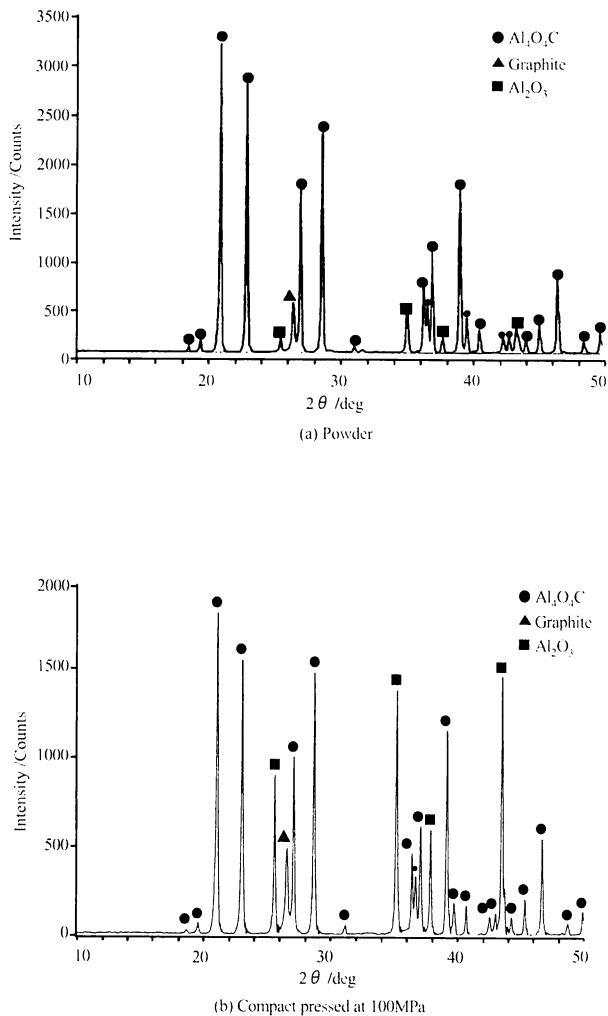 3500
3000
2500
2000
1500
1000
500
0
Intensity /Counts
● Al₄O₄C
▲ Graphite
■ Al₂O₃
10 20 30 40 50
2θ /deg
(a) Powder
2000
1500
1000
500
0
Intensity /Counts
● Al₄O₄C
▲ Graphite
■ Al₂O₃
10 20 30 40 50
2θ /deg
(b) Compact pressed at 100MPa